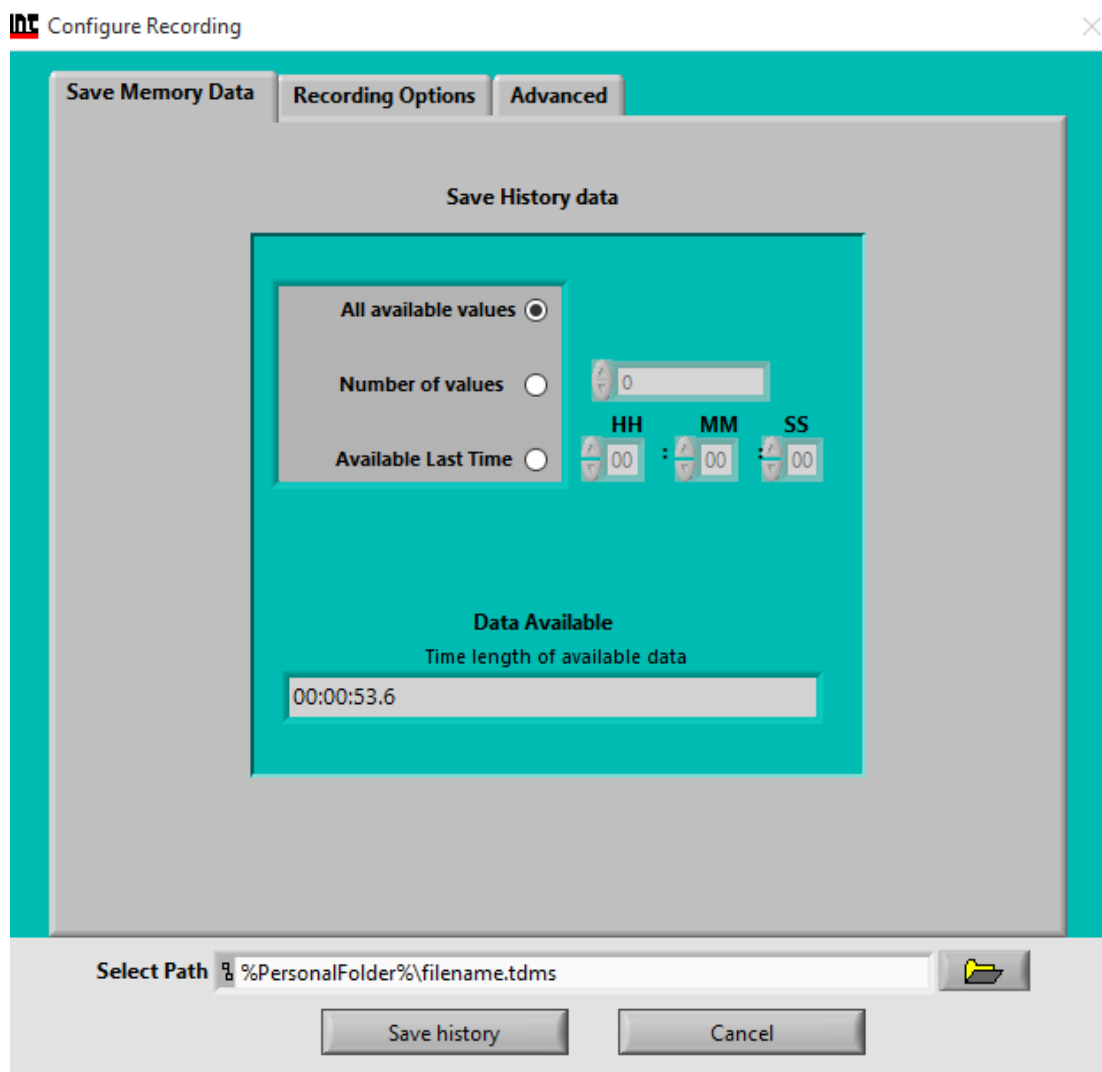 INT Configure Recording
Save Memory Data Recording Options Advanced
Save History data
All available values
Number of values 0
HH MM SS
Available Last Time 00 : 00 : 00
Data Available
Time length of available data
00:00:53.6
Select Path %PersonalFolder%\filename.tdms
Save history Cancel